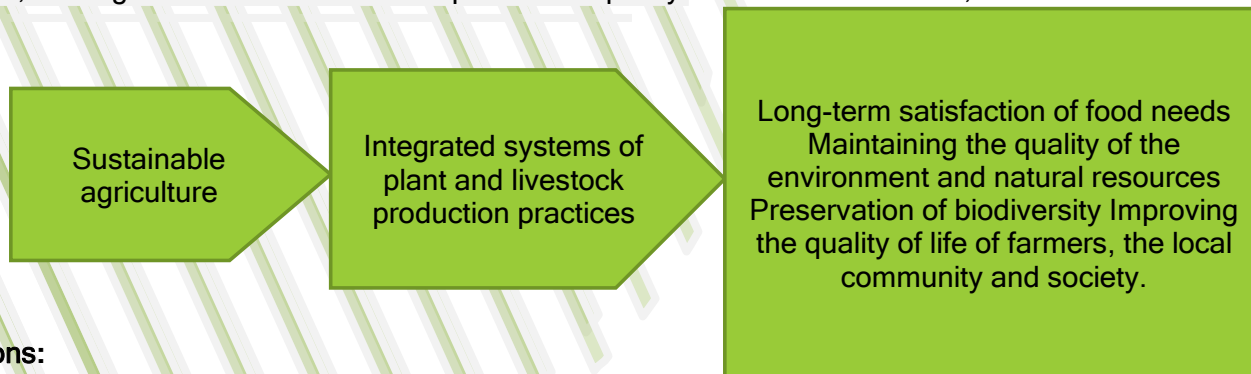 Sustainable
agriculture
Integrated systems of
plant and livestock
production practices
Long-term satisfaction of food needs
Maintaining the quality of the
environment and natural resources
Preservation of biodiversity Improving
the quality of life of farmers, the local
community and society.
ons: